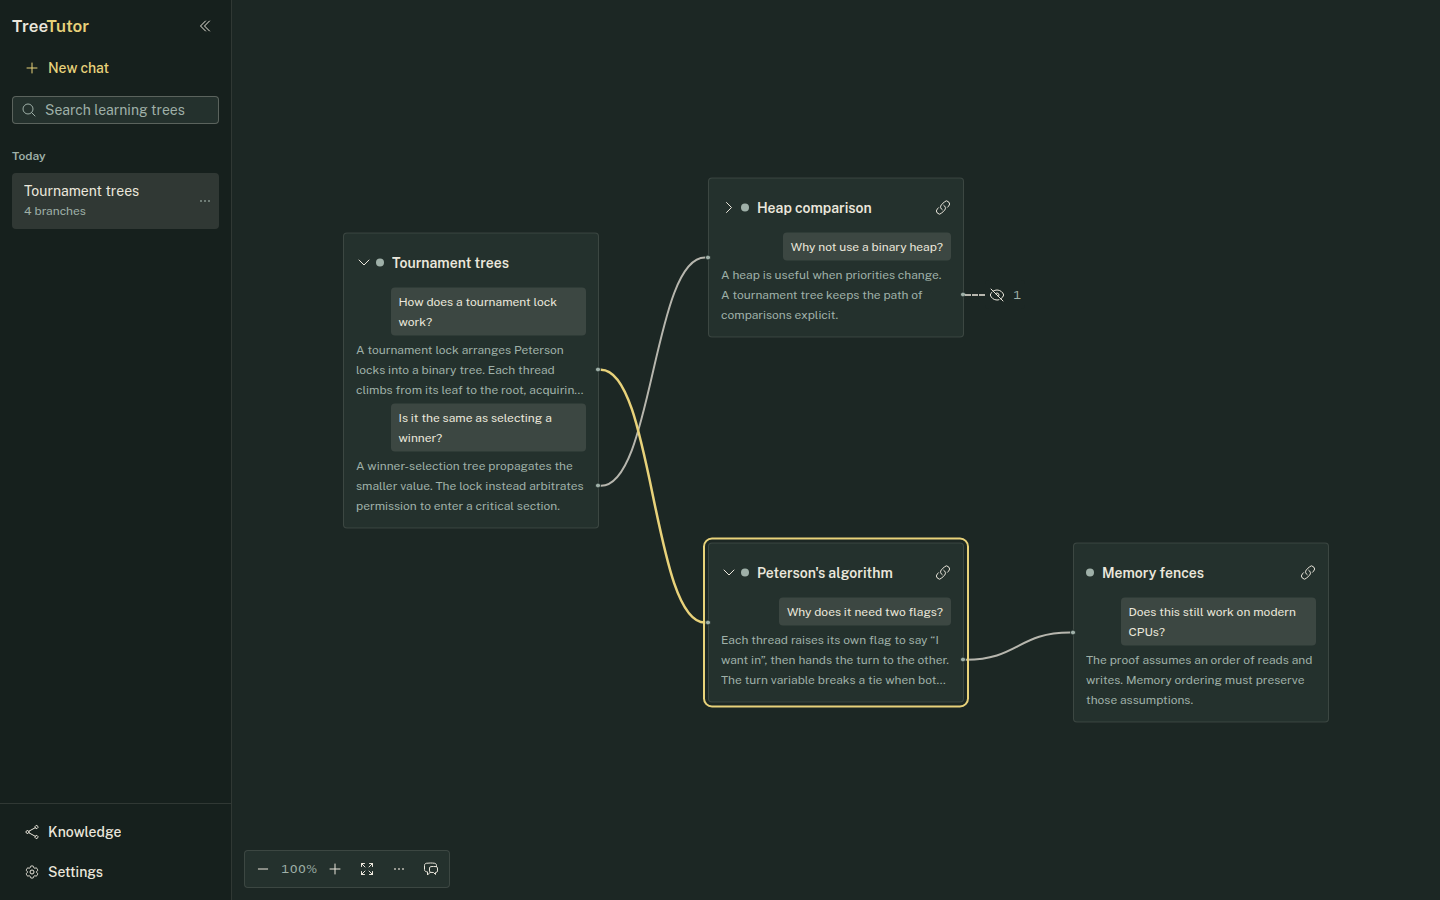 TreeTutor
New chat
Search learning trees
Today
Tournament trees
4 branches
Knowledge
Settings
Tournament trees
How does a tournament lock
work?
A tournament lock arranges Peterson
locks into a binary tree. Each thread
climbs from its leaf to the root, acquirin...
Is it the same as selecting a
winner?
A winner-selection tree propagates the
smaller value. The lock instead arbitrates
permission to enter a critical section.
Heap comparison
Why not use a binary heap?
A heap is useful when priorities change.
A tournament tree keeps the path of
comparisons explicit.
1
Peterson's algorithm
Why does it need two flags?
Each thread raises its own flag to say “I
want in”, then hands the turn to the other.
The turn variable breaks a tie when bot...
Memory fences
Does this still work on modern
CPUs?
The proof assumes an order of reads and
writes. Memory ordering must preserve
those assumptions.
100%